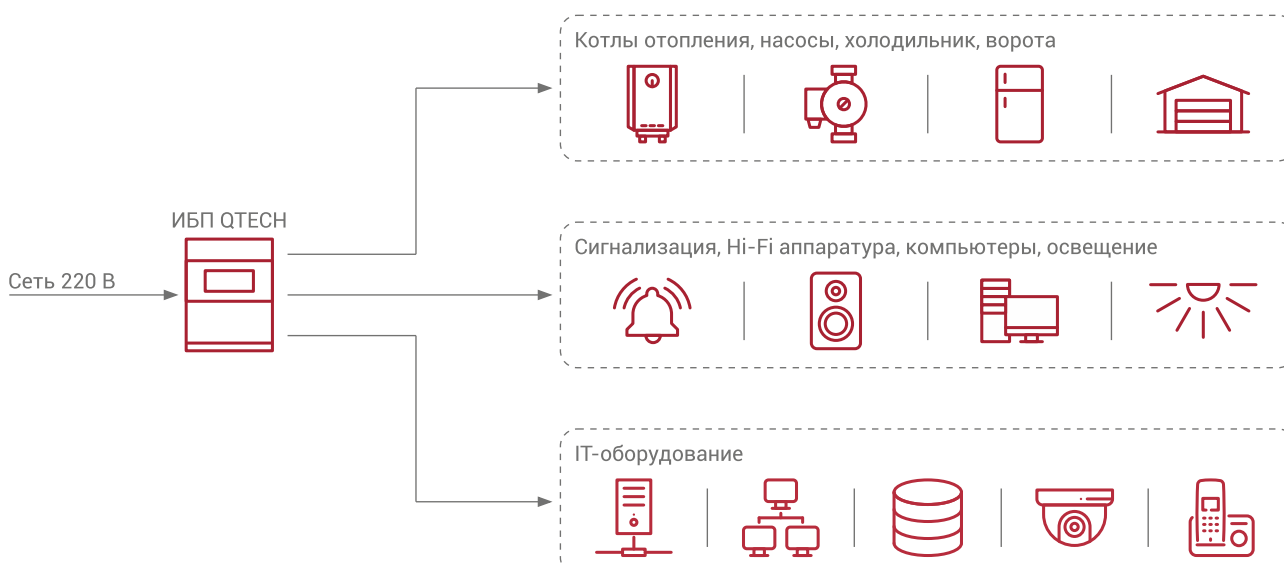 Котлы отопления, насосы, холодильник, ворота
ИБП QTECH
Сеть 220 В
Сигнализация, Hi-Fi аппаратура, компьютеры, освещение
IT-оборудование